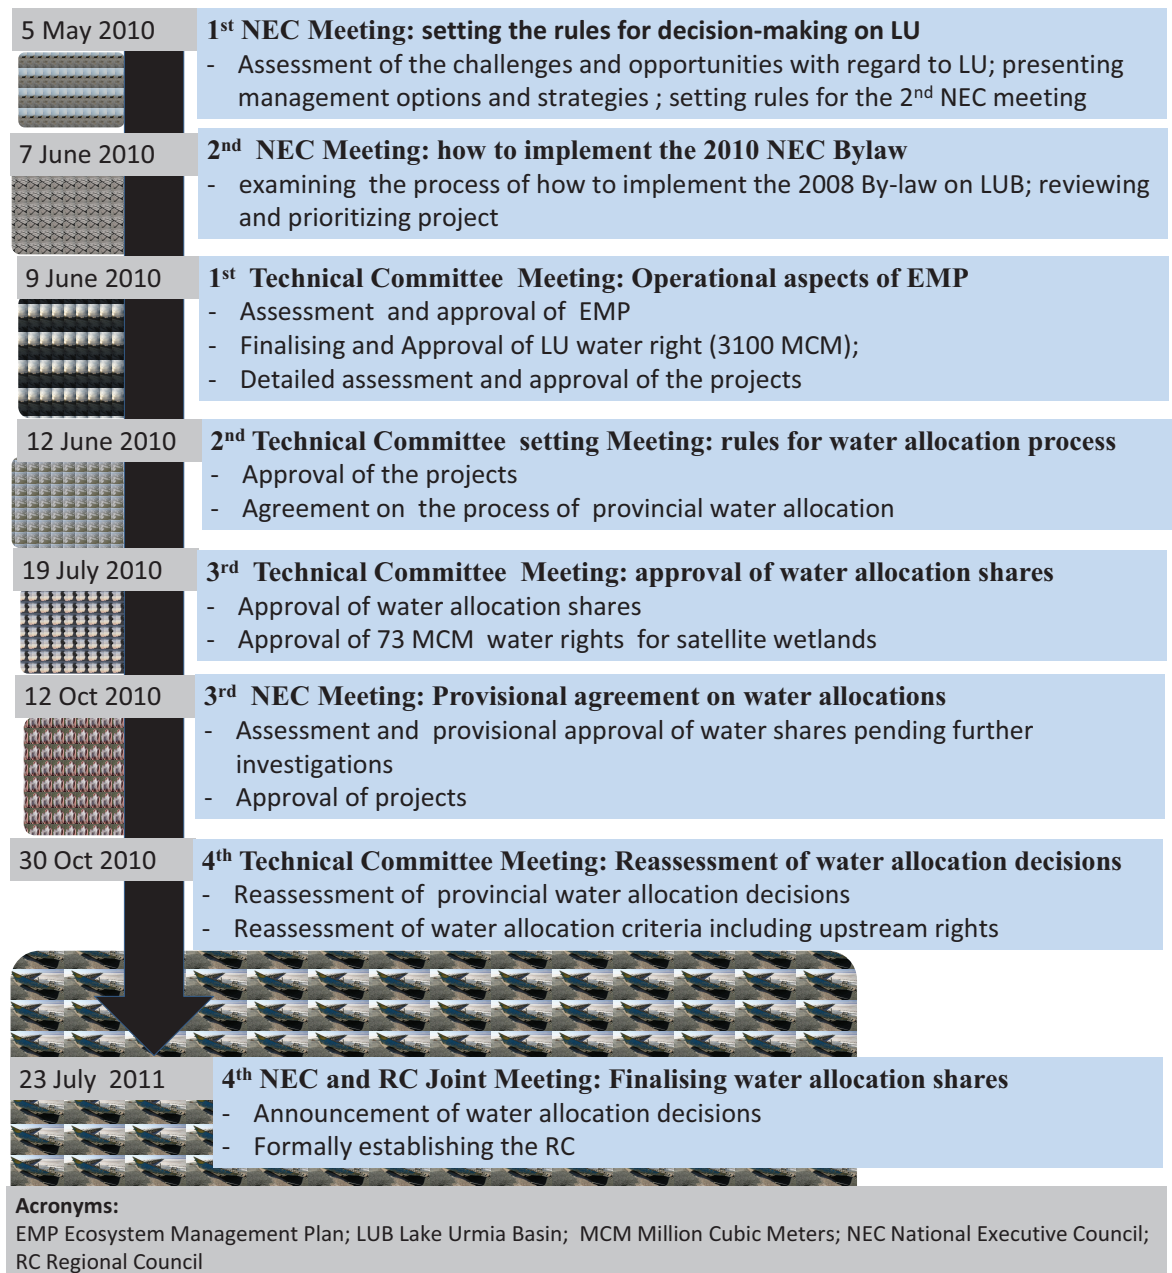 5 May 2010
1st NEC Meeting: setting the rules for decision-making on LU
- Assessment of the challenges and opportunities with regard to LU; presenting
management options and strategies ; setting rules for the 2nd NEC meeting
7 June 2010
2nd NEC Meeting: how to implement the 2010 NEC Bylaw
- examining the process of how to implement the 2008 By-law on LUB; reviewing
and prioritizing project
9 June 2010
1st Technical Committee Meeting: Operational aspects of EMP
- Assessment and approval of EMP
- Finalising and Approval of LU water right (3100 MCM);
- Detailed assessment and approval of the projects
12 June 2010
2nd Technical Committee setting Meeting: rules for water allocation process
- Approval of the projects
- Agreement on the process of provincial water allocation
19 July 2010
3rd Technical Committee Meeting: approval of water allocation shares
- Approval of water allocation shares
- Approval of 73 MCM water rights for satellite wetlands
12 Oct 2010
3rd NEC Meeting: Provisional agreement on water allocations
- Assessment and provisional approval of water shares pending further
investigations
- Approval of projects
30 Oct 2010
4th Technical Committee Meeting: Reassessment of water allocation decisions
- Reassessment of provincial water allocation decisions
- Reassessment of water allocation criteria including upstream rights
23 July 2011
4th NEC and RC Joint Meeting: Finalising water allocation shares
- Announcement of water allocation decisions
- Formally establishing the RC
Acronyms:
EMP Ecosystem Management Plan; LUB Lake Urmia Basin; MCM Million Cubic Meters; NEC National Executive Council;
RC Regional Council